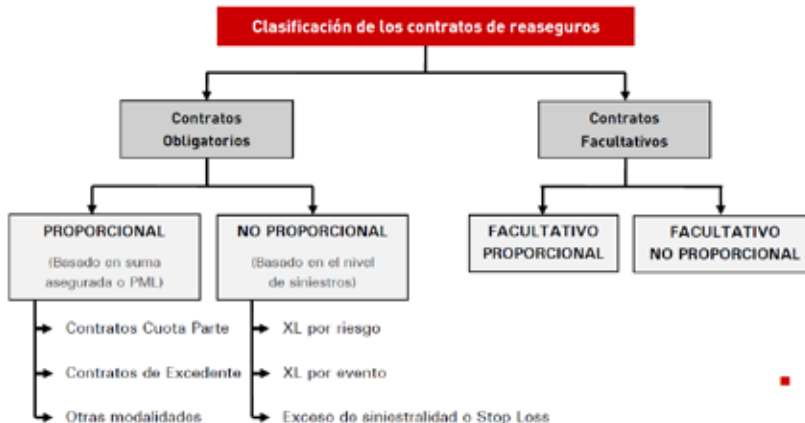 Clasificación de los contratos de reaseguros
Contratos
Obligatorios
Contratos
Facultativos
PROPORCIONAL
(Basado en suma
asegurada o PML)
NO PROPORCIONAL
(Basado en el nivel
de siniestros)
FACULTATIVO
PROPORCIONAL
FACULTATIVO
NO PROPORCIONAL
Contratos Cuota Parte
Contratos de Excedente
Otras modalidades
XL por riesgo
XL por evento
Exceso de siniestralidad o Stop Loss